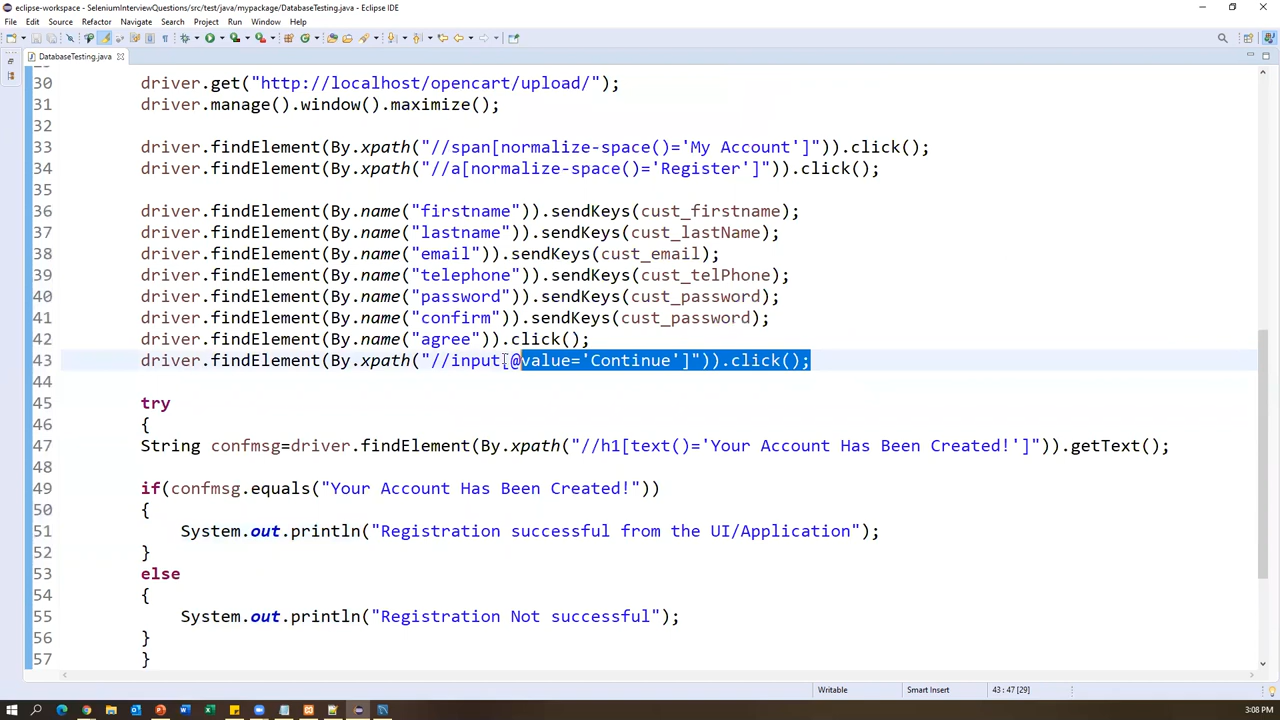 eclipse-workspace - SeleniumInterviewQuestions/src/test/java/mypackage/DatabaseTesting.java - Eclipse IDE
File Edit Source Refactor Navigate Search Project Run Window Help
DatabaseTesting.java
30 driver.get("http://localhost/opencart/upload/");
31 driver.manage().window().maximize();
32
33 driver.findElement(By.xpath("//span[normalize-space()='My Account']")).click();
34 driver.findElement(By.xpath("//a[normalize-space()='Register']")).click();
35
36 driver.findElement(By.name("firstname")).sendKeys(cust_firstname);
37 driver.findElement(By.name("lastname")).sendKeys(cust_lastName);
38 driver.findElement(By.name("email")).sendKeys(cust_email);
39 driver.findElement(By.name("telephone")).sendKeys(cust_telPhone);
40 driver.findElement(By.name("password")).sendKeys(cust_password);
41 driver.findElement(By.name("confirm")).sendKeys(cust_password);
42 driver.findElement(By.name("agree")).click();
43 driver.findElement(By.xpath("//input[@value='Continue']")).click();
44
45 try
46 {
47 String confmsg=driver.findElement(By.xpath("//h1[text()='Your Account Has Been Created!']")).getText();
48
49 if(confmsg.equals("Your Account Has Been Created!"))
50 {
51 System.out.println("Registration successful from the UI/Application");
52 }
53 else
54 {
55 System.out.println("Registration Not successful");
56 }
57 }
Writable Smart Insert 43 : 47 [29]
3:08 PM